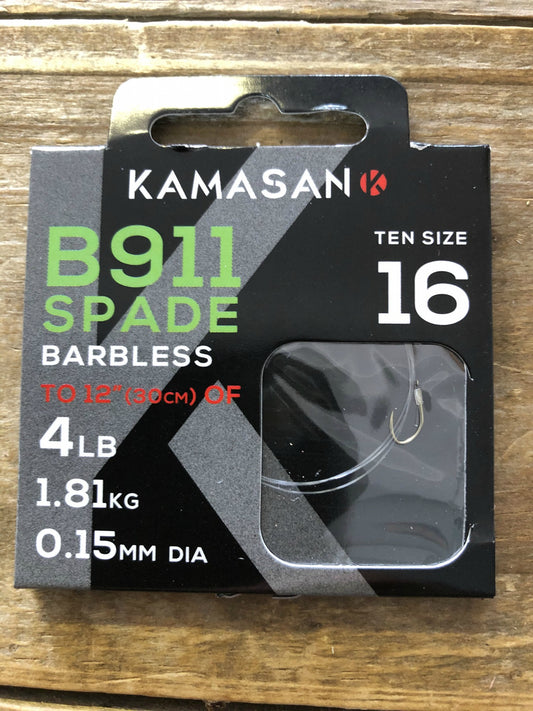 KAMASAN K
B911
SPADE
BARBLESS
TO 12" (30CM) OF
4LB
1.81KG
0.15MM DIA
TEN SIZE
16